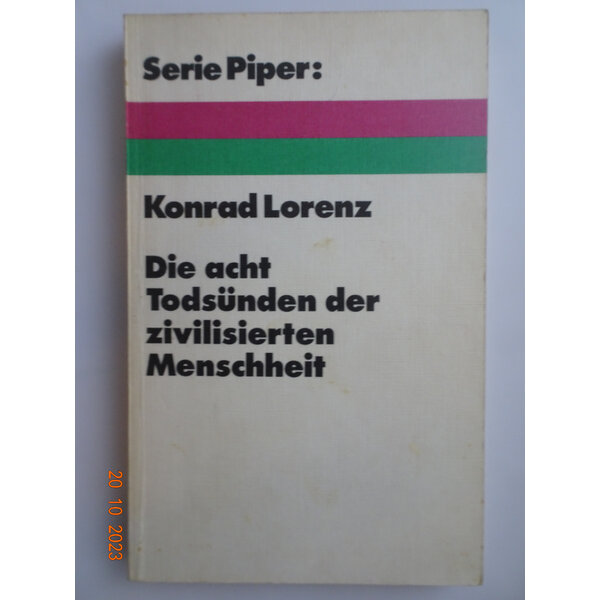 Serie Piper:
Konrad Lorenz
Die acht
Todsünden der
zivilisierten
Menschheit
20 10 2023